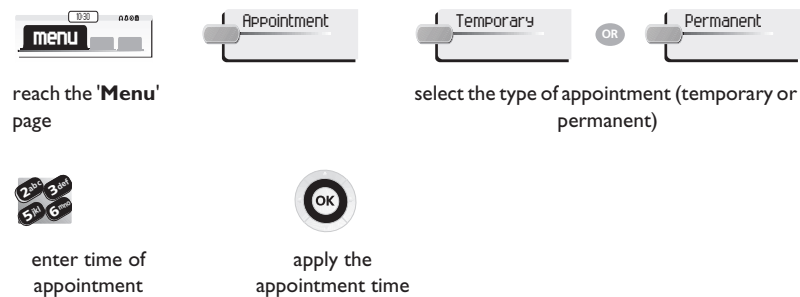 10:30
menu
Appointment
Temporary
OR
Permanent
reach the 'Menu'
page
select the type of appointment (temporary or
permanent)
2abc 3def
5jkl 6mno
OK
enter time of
appointment
apply the
appointment time